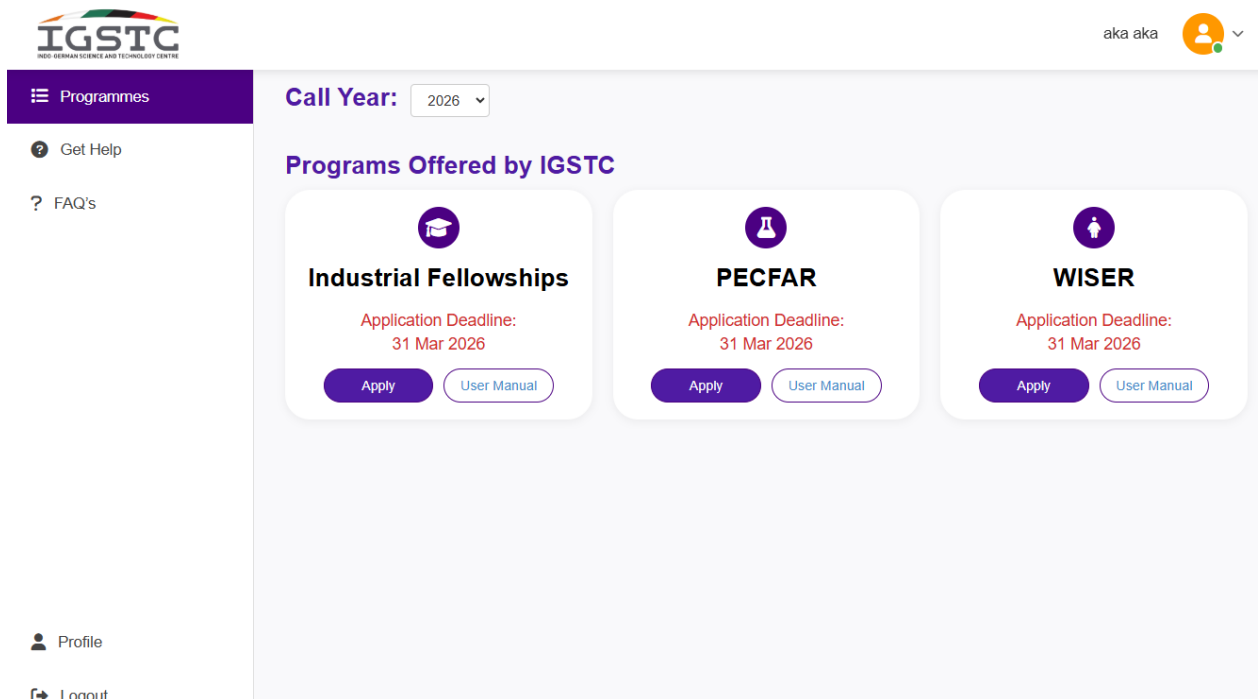 IGSTC
INDO-GERMAN SCIENCE AND TECHNOLOGY CENTRE
aka aka
Programmes
Get Help
? FAQ's
Profile
Logout
Call Year: 2026
Programs Offered by IGSTC
Industrial Fellowships
Application Deadline:
31 Mar 2026
Apply User Manual
PECFAR
Application Deadline:
31 Mar 2026
Apply User Manual
WISER
Application Deadline:
31 Mar 2026
Apply User Manual